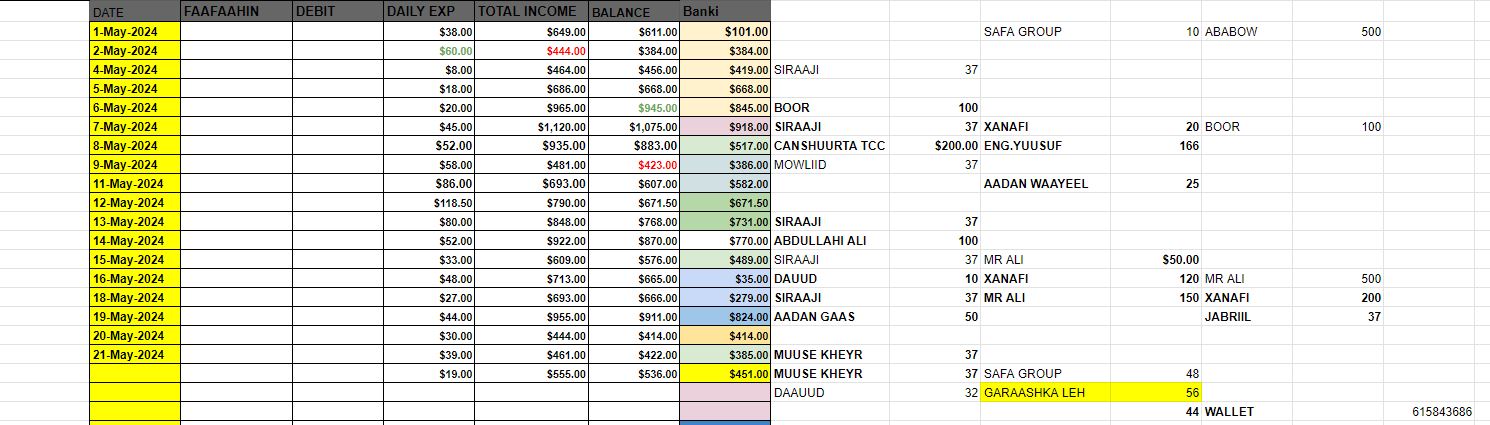 DATE FAAFAAHIN DEBIT DAILY EXP TOTAL INCOME BALANCE Banki
1-May-2024 $38.00 $649.00 $611.00 $101.00 SAFA GROUP 10 ABABOW 500
2-May-2024 $60.00 $444.00 $384.00 $384.00
4-May-2024 $8.00 $464.00 $456.00 $419.00 SIRAAJI 37
5-May-2024 $18.00 $686.00 $668.00 $668.00
6-May-2024 $20.00 $965.00 $945.00 $845.00 BOOR 100
7-May-2024 $45.00 $1,120.00 $1,075.00 $918.00 SIRAAJI 37 XANAFI 20 BOOR 100
8-May-2024 $52.00 $935.00 $883.00 $517.00 CANSHUURTA TCC $200.00 ENG.YUUSUF 166
9-May-2024 $58.00 $481.00 $423.00 $386.00 MOWLIID 37
11-May-2024 $86.00 $693.00 $607.00 $582.00 AADAN WAAYEEL 25
12-May-2024 $118.50 $790.00 $671.50 $671.50
13-May-2024 $80.00 $848.00 $768.00 $731.00 SIRAAJI 37
14-May-2024 $52.00 $922.00 $870.00 $770.00 ABDULLAHI ALI 100
15-May-2024 $33.00 $609.00 $576.00 $489.00 SIRAAJI 37 MR ALI $50.00
16-May-2024 $48.00 $713.00 $665.00 $35.00 DAUUD 10 XANAFI 120 MR ALI 500
18-May-2024 $27.00 $693.00 $666.00 $279.00 SIRAAJI 37 MR ALI 150 XANAFI 200
19-May-2024 $44.00 $955.00 $911.00 $824.00 AADAN GAAS 50 JABRIIL 37
20-May-2024 $30.00 $444.00 $414.00 $414.00
21-May-2024 $39.00 $461.00 $422.00 $385.00 MUUSE KHEYR 37
$19.00 $555.00 $536.00 $451.00 MUUSE KHEYR 37 SAFA GROUP 48
DAAUUD 32 GARAASHKA LEH 56
44 WALLET 615843686